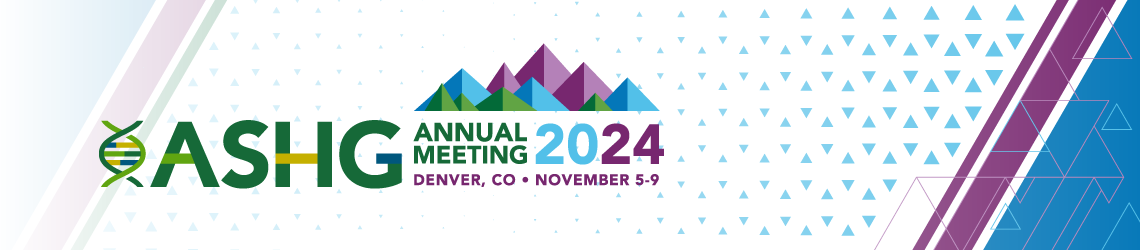 ASHG
ANNUAL
MEETING
2024
DENVER, CO • NOVEMBER 5-9